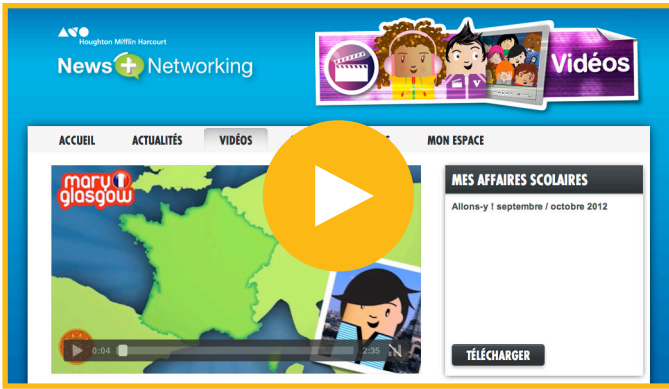 Houghton Mifflin Harcourt
News + Networking
Vidéos
ACCUEIL
ACTUALITÉS
VIDÉOS
MON ESPACE
mary glasgow
MES AFFAIRES SCOLAIRES
Allons-y ! septembre / octobre 2012
0:04
2:35
TÉLÉCHARGER